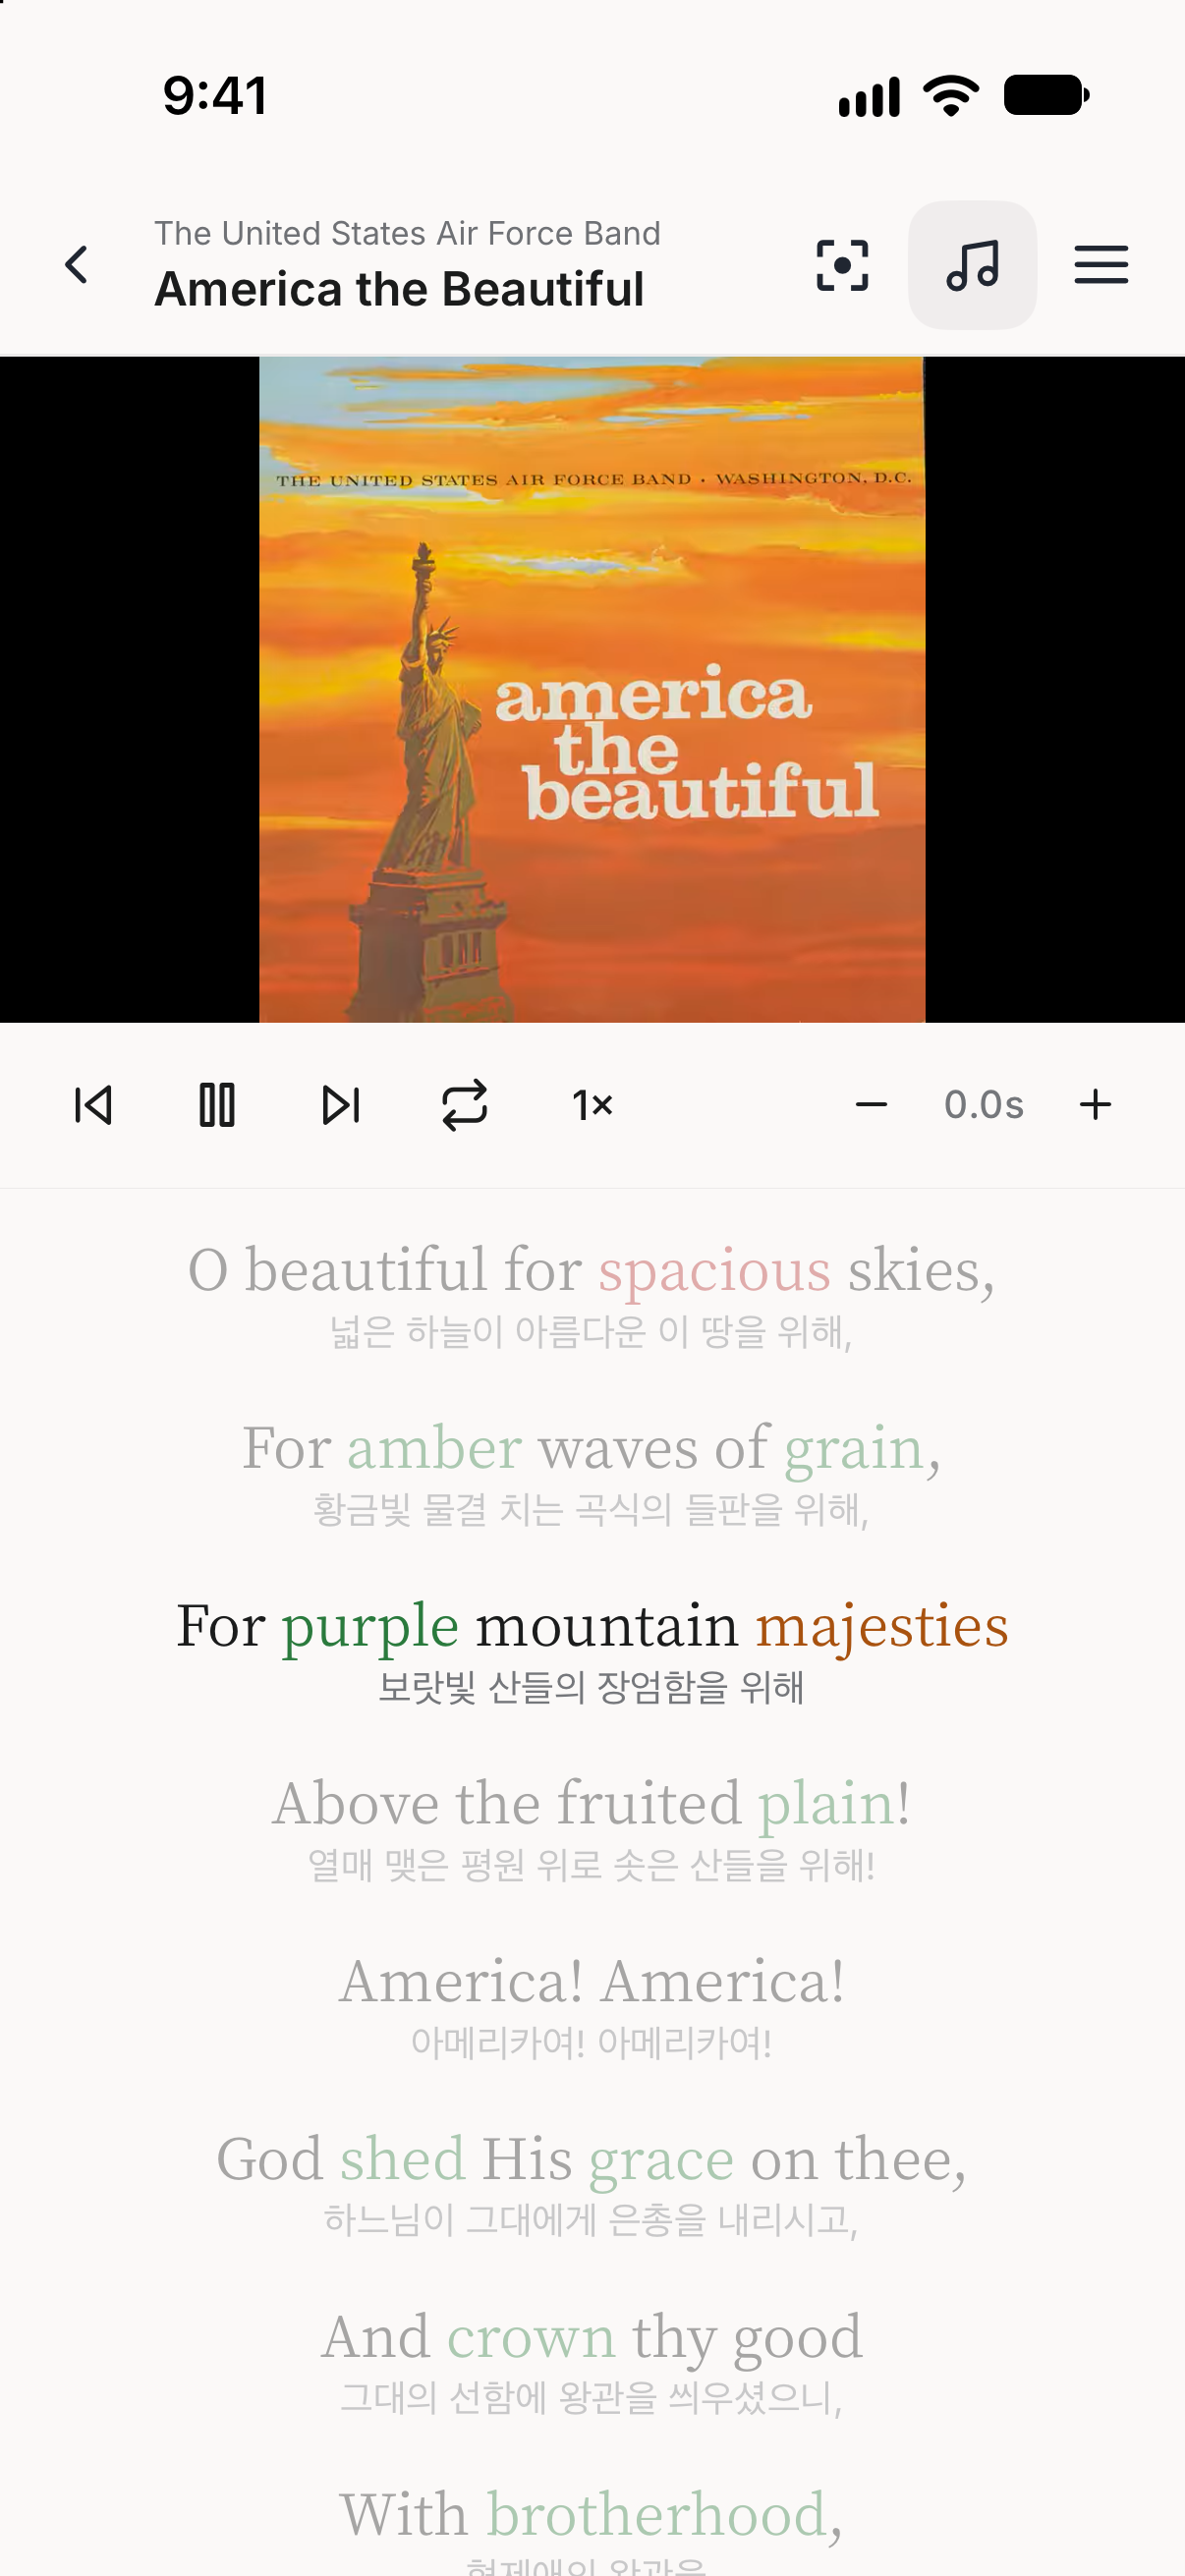 9:41
The United States Air Force Band
America the Beautiful
THE UNITED STATES AIR FORCE BAND · WASHINGTON, D.C.
america
the
beautiful
1×
0.0s
O beautiful for spacious skies,
넓은 하늘이 아름다운 이 땅을 위해,
For amber waves of grain,
황금빛 물결 치는 곡식의 들판을 위해,
For purple mountain majesties
보랏빛 산들의 장엄함을 위해
Above the fruited plain!
열매 맺은 평원 위로 솟은 산들을 위해!
America! America!
아메리카여! 아메리카여!
God shed His grace on thee,
하느님이 그대에게 은총을 내리시고,
And crown thy good
그대의 선함에 왕관을 씌우셨으니,
With brotherhood,